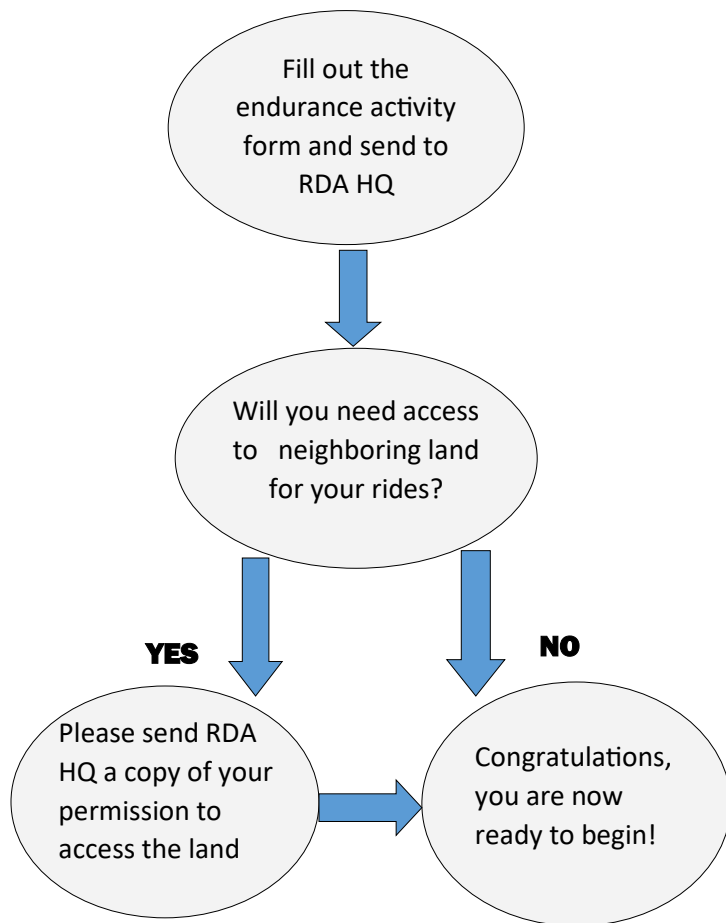 Fill out the
endurance activity
form and send to
RDA HQ
Will you need access
to neighboring land
for your rides?
YES
NO
Please send RDA
HQ a copy of your
permission to
access the land
Congratulations,
you are now
ready to begin!